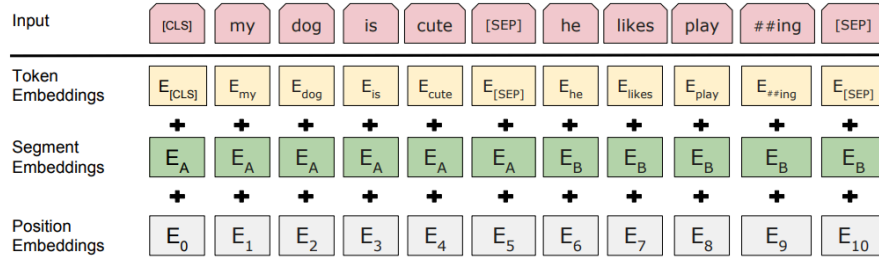 Input [CLS] my dog is cute [SEP] he likes play ##ing [SEP]
Token Embeddings E[CLS] Emy Edog Eis Ecute E[SEP] Ehe Elikes Eplay E##ing E[SEP]
+ + + + + + + + + + +
Segment Embeddings EA EA EA EA EA EA EB EB EB EB EB
+ + + + + + + + + + +
Position Embeddings E0 E1 E2 E3 E4 E5 E6 E7 E8 E9 E10